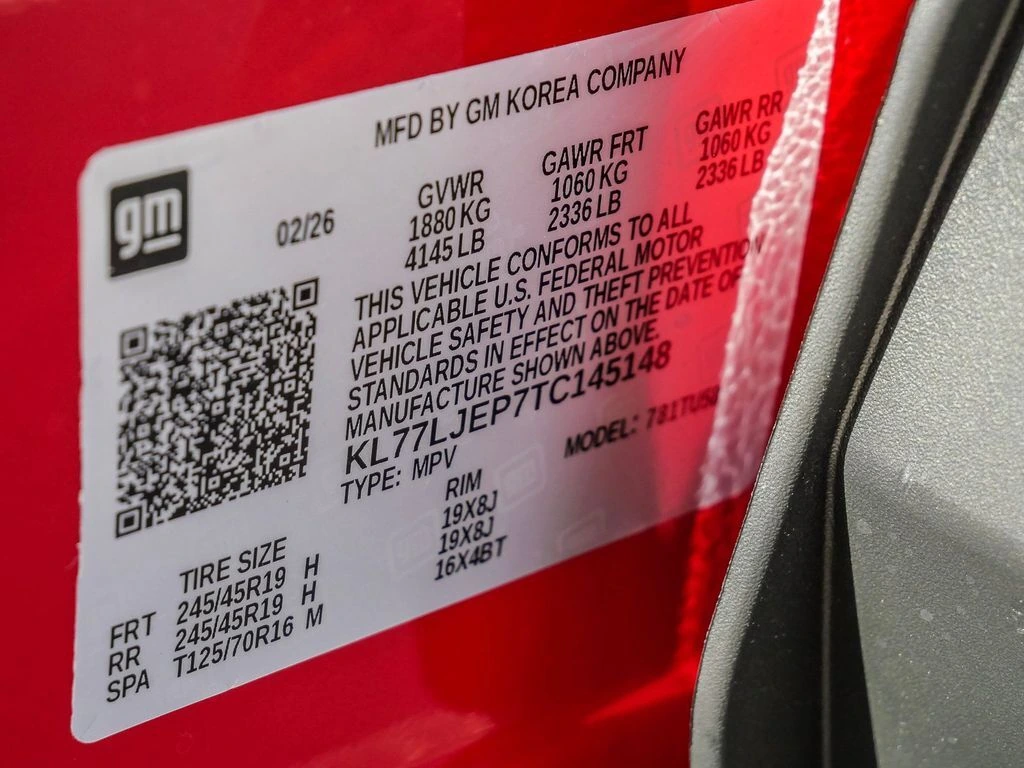 MFD BY GM KOREA COMPANY
gm
02/26
GVWR GAWR FRT GAWR RR
1880 KG 1060 KG 1060 KG
4145 LB 2336 LB 2336 LB
THIS VEHICLE CONFORMS TO ALL
APPLICABLE U.S. FEDERAL MOTOR
VEHICLE SAFETY AND THEFT PREVENTION
STANDARDS IN EFFECT ON THE DATE OF
MANUFACTURE SHOWN ABOVE.
KL77LJEP7TC145148
TYPE: MPV MODEL:
TIRE SIZE RIM
FRT 245/45R19 H 19X8J
RR 245/45R19 H 19X8J
SPA T125/70R16 M 16X4BT